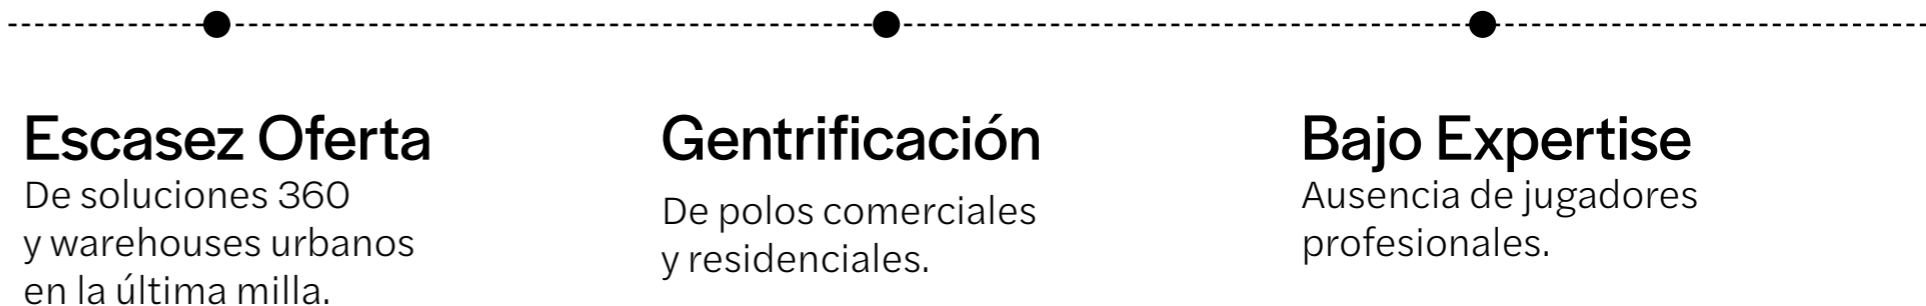 Escasez Oferta
De soluciones 360
y warehouses urbanos
en la última milla.
Gentrificación
De polos comerciales
y residenciales.
Bajo Expertise
Ausencia de jugadores
profesionales.